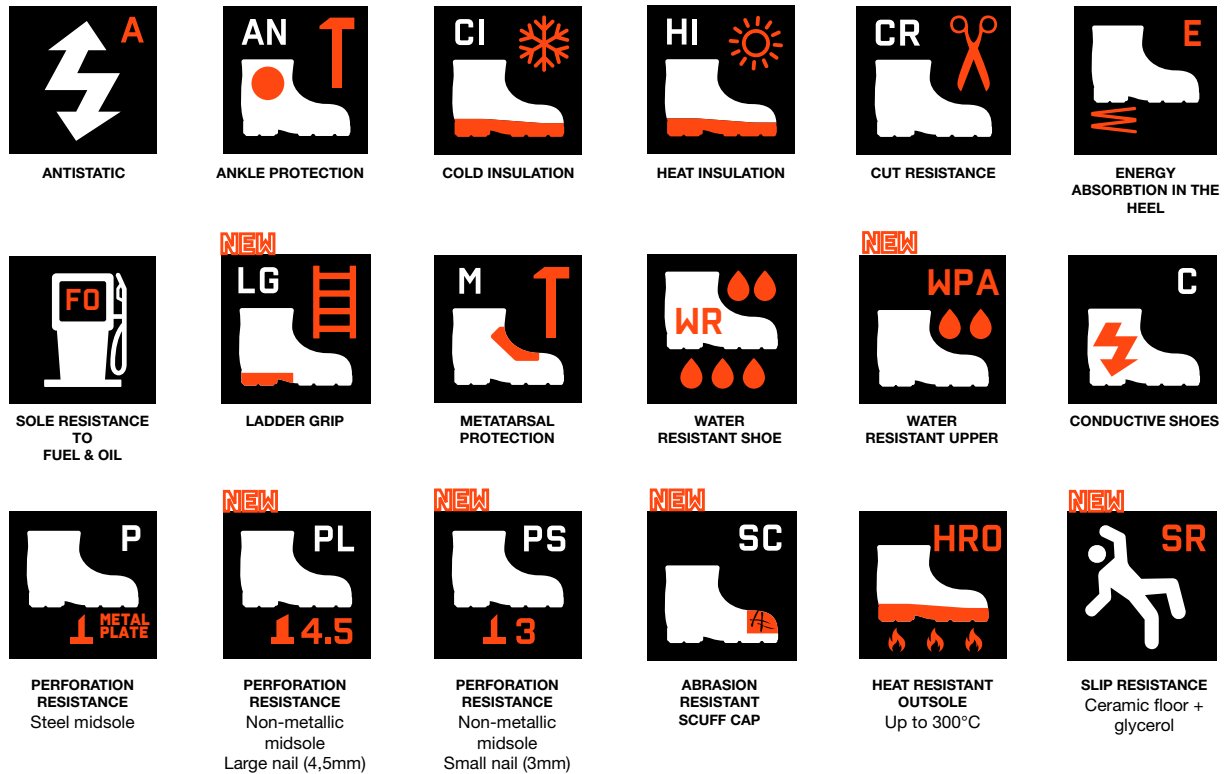 A
ANTISTATIC
AN
ANKLE PROTECTION
CI
COLD INSULATION
HI
HEAT INSULATION
CR
CUT RESISTANCE
E
ENERGY
ABSORBTION IN THE
HEEL
FO
SOLE RESISTANCE
TO
FUEL & OIL
NEW
LG
LADDER GRIP
M
METATARSAL
PROTECTION
WR
WATER
RESISTANT SHOE
NEW
WPA
WATER
RESISTANT UPPER
C
CONDUCTIVE SHOES
P
METAL
PLATE
PERFORATION
RESISTANCE
Steel midsole
NEW
PL
4.5
PERFORATION
RESISTANCE
Non-metallic
midsole
Large nail (4,5mm)
NEW
PS
3
PERFORATION
RESISTANCE
Non-metallic
midsole
Small nail (3mm)
NEW
SC
ABRASION
RESISTANT
SCUFF CAP
HRO
HEAT RESISTANT
OUTSOLE
Up to 300°C
NEW
SR
SLIP RESISTANCE
Ceramic floor +
glycerol